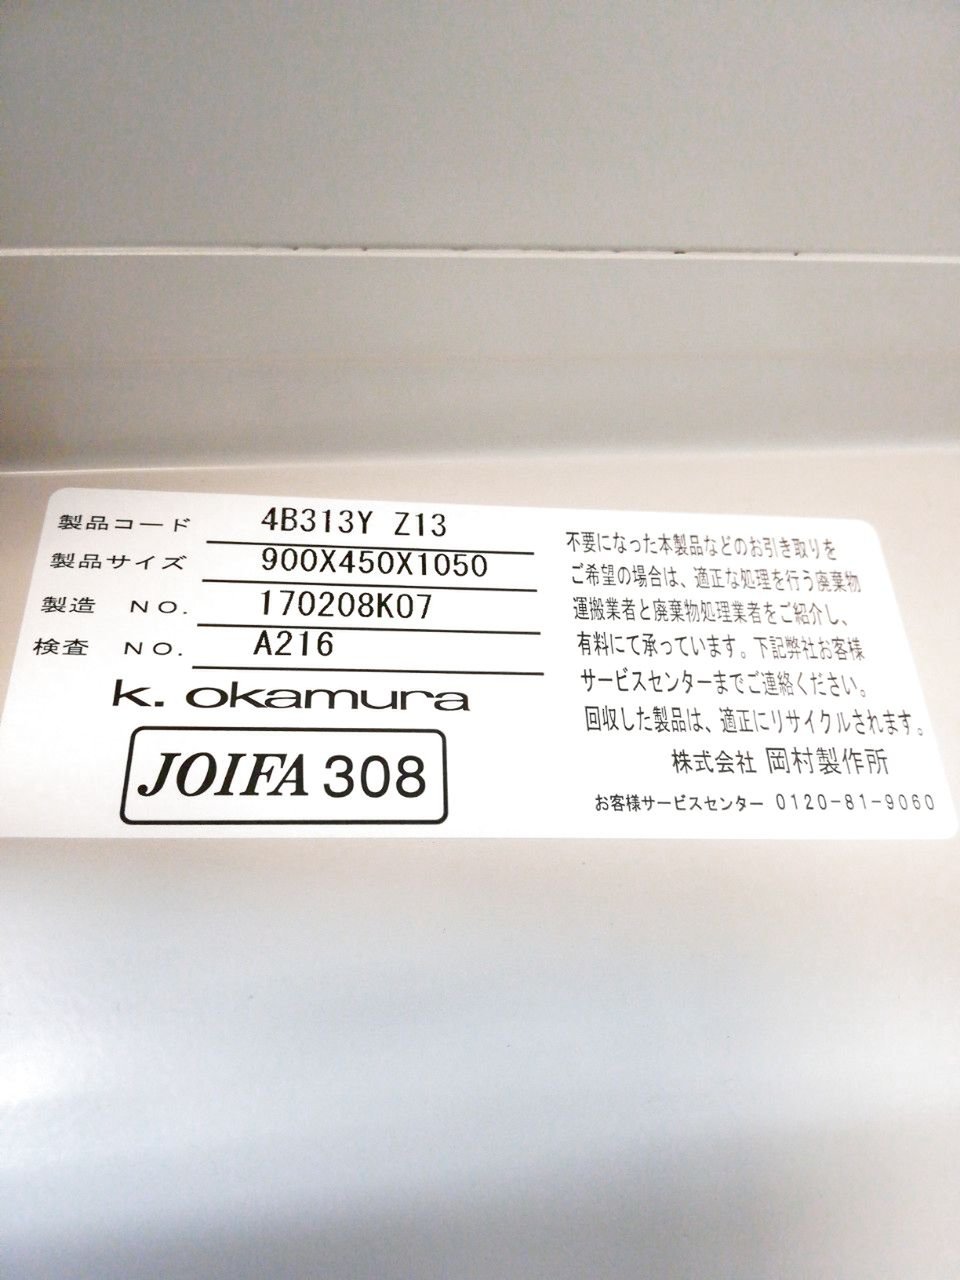 製品コード 4B313Y Z13
製品サイズ 900X450X1050
製造 NO. 170208K07
検査 NO. A216
k. okamura
JOIFA 308
不要になった本製品などのお引き取りを
ご希望の場合は、適正な処理を行う廃棄物
運搬業者と廃棄物処理業者をご紹介し、
有料にて承っています。下記弊社お客様
サービスセンターまでご連絡ください。
回収した製品は、適正にリサイクルされます。
株式会社 岡村製作所
お客様サービスセンター 0120-81-9060